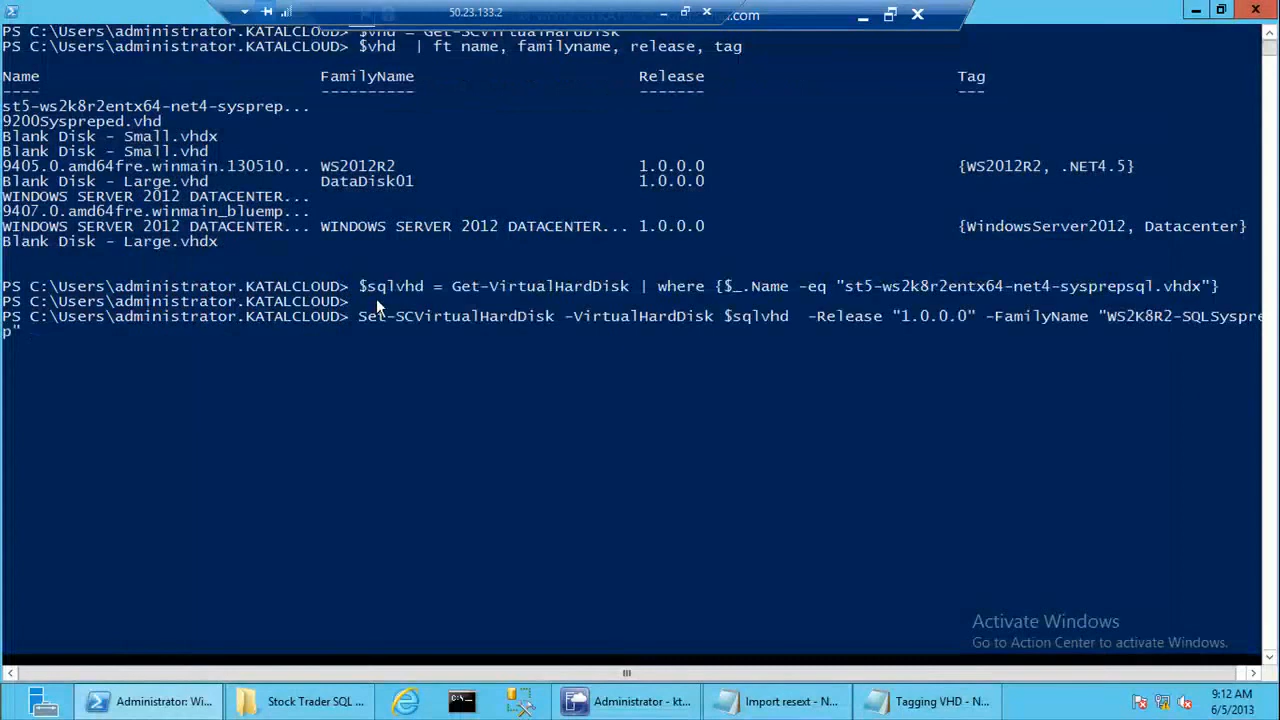 50.23.133.2
.com
PS C:\Users\administrator.KATALCLOUD> $vhd = Get-SCVirtualHardDisk
PS C:\Users\administrator.KATALCLOUD> $vhd | ft name, familyname, release, tag
Name FamilyName Release Tag
---- ---------- ------- ---
st5-ws2k8r2entx64-net4-sysprep...
9200Syspreped.vhd
Blank Disk - Small.vhdx
Blank Disk - Small.vhd
9405.0.amd64fre.winmain.130510... WS2012R2 1.0.0.0 {WS2012R2, .NET4.5}
Blank Disk - Large.vhd DataDisk01 1.0.0.0
WINDOWS SERVER 2012 DATACENTER...
9407.0.amd64fre.winmain_bluemp...
WINDOWS SERVER 2012 DATACENTER... WINDOWS SERVER 2012 DATACENTER... 1.0.0.0 {WindowsServer2012, Datacenter}
Blank Disk - Large.vhdx
PS C:\Users\administrator.KATALCLOUD> $sqlvhd = Get-VirtualHardDisk | where {$_.Name -eq "st5-ws2k8r2entx64-net4-sysprepsql.vhdx"}
PS C:\Users\administrator.KATALCLOUD>
PS C:\Users\administrator.KATALCLOUD> Set-SCVirtualHardDisk -VirtualHardDisk $sqlvhd -Release "1.0.0.0" -FamilyName "WS2K8R2-SQLSyspre
p"
Activate Windows
Go to Action Center to activate Windows.
Administrator: Wi... Stock Trader SQL ... Administrator - kt... Import resext - N... Tagging VHD - N...
9:12 AM
6/5/2013